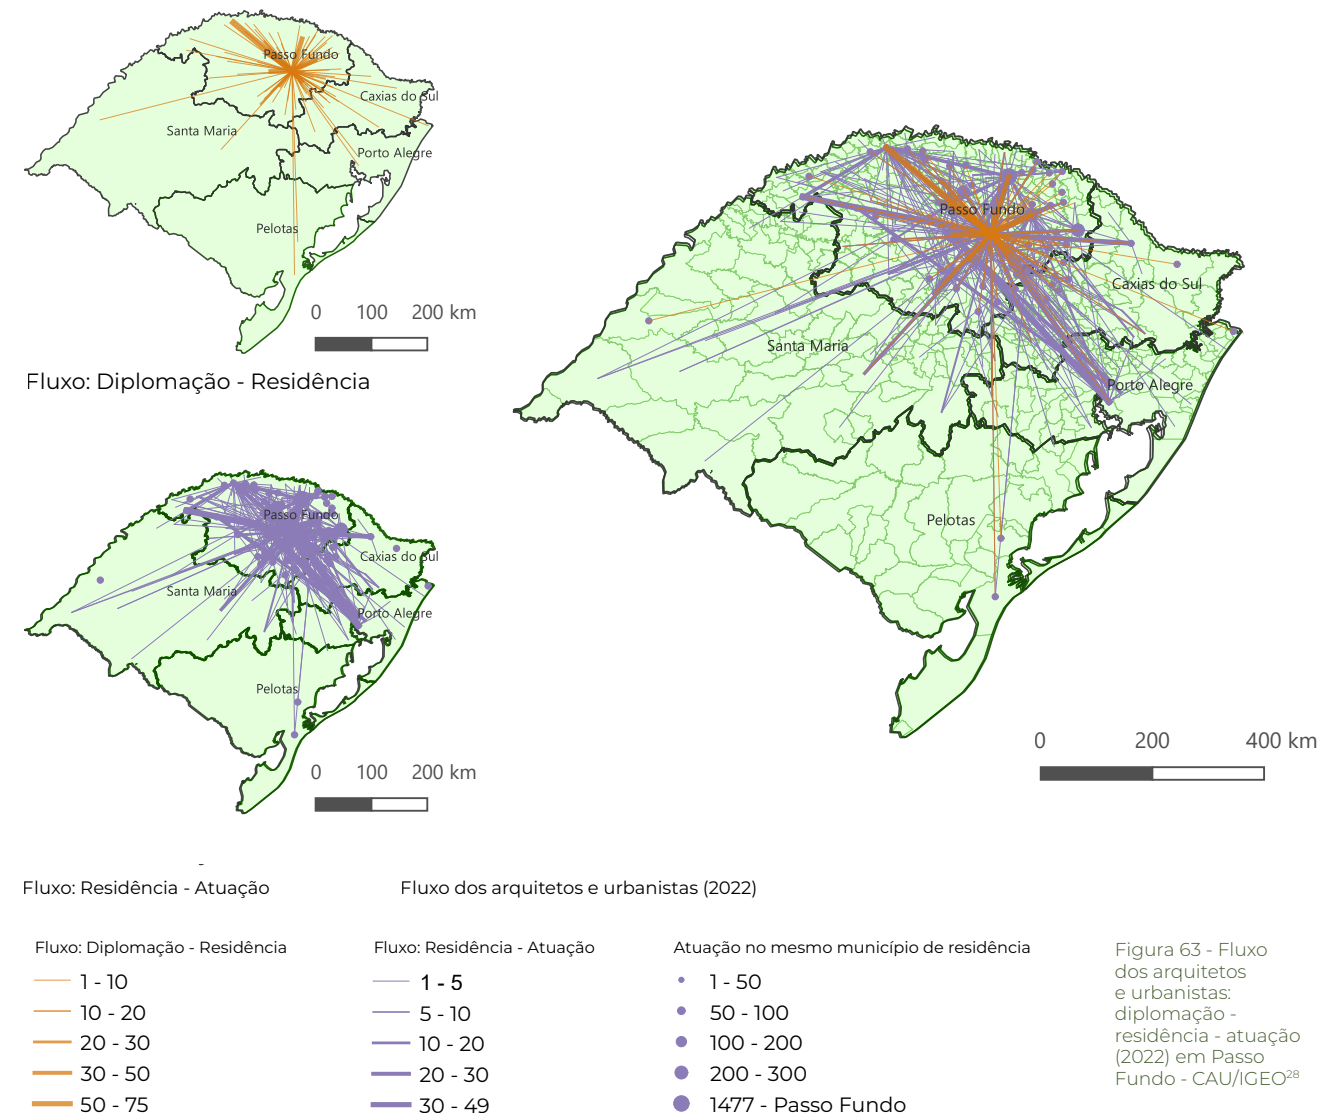 Passo Fundo
Caxias do Sul
Santa Maria
Porto Alegre
Pelotas
0 100 200 km
Fluxo: Diplomação - Residência
Passo Fundo
Caxias do Sul
Santa Maria
Porto Alegre
Pelotas
0 100 200 km
Passo Fundo
Caxias do Sul
Santa Maria
Porto Alegre
Pelotas
0 200 400 km
-
Fluxo: Residência - Atuação
Fluxo dos arquitetos e urbanistas (2022)
Fluxo: Diplomação - Residência
1 - 10
10 - 20
20 - 30
30 - 50
50 - 75
Fluxo: Residência - Atuação
1 - 5
5 - 10
10 - 20
20 - 30
30 - 49
Atuação no mesmo município de residência
1 - 50
50 - 100
100 - 200
200 - 300
1477 - Passo Fundo
Figura 63 - Fluxo
dos arquitetos
e urbanistas:
diplomação -
residência - atuação
(2022) em Passo
Fundo - CAU/IGEO²⁸